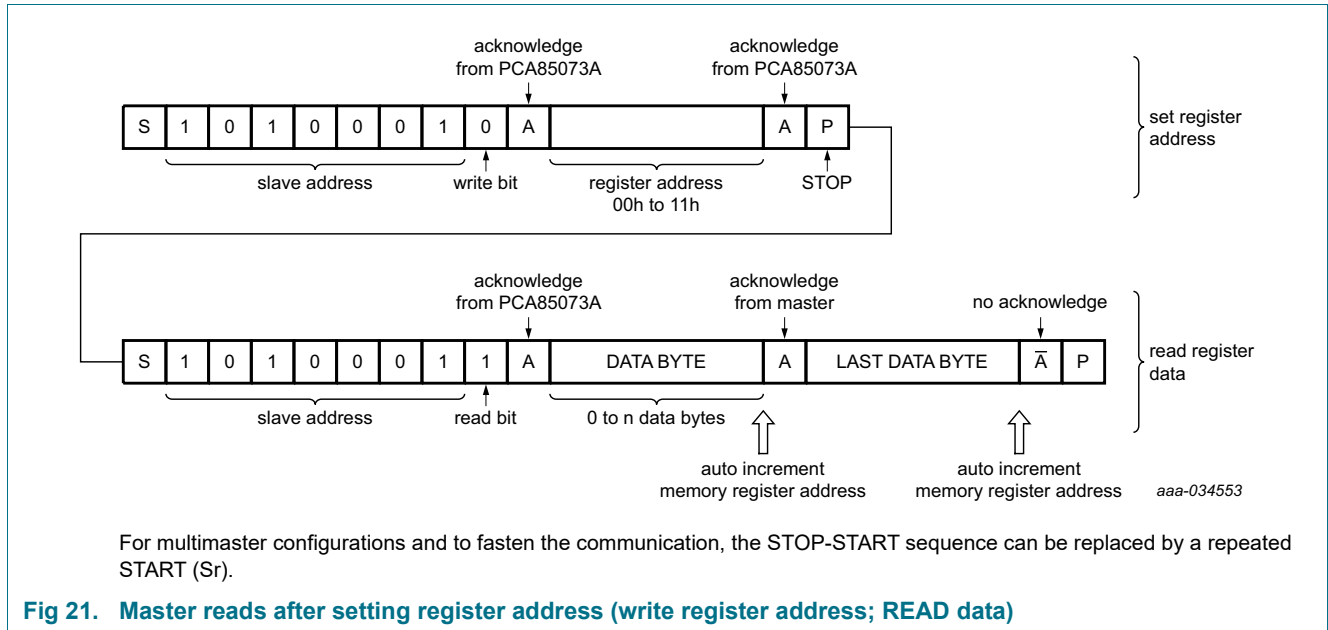 acknowledge
from PCA85073A
acknowledge
from PCA85073A
S 1 0 1 0 0 0 1 0 A A P
set register
address
slave address
write bit
register address
00h to 11h
STOP
acknowledge
from PCA85073A
acknowledge
from master
no acknowledge
S 1 0 1 0 0 0 1 1 A DATA BYTE A LAST DATA BYTE A̅ P
read register
data
slave address
read bit
0 to n data bytes
auto increment
memory register address
auto increment
memory register address
aaa-034553
For multimaster configurations and to fasten the communication, the STOP-START sequence can be replaced by a repeated
START (Sr).
Fig 21. Master reads after setting register address (write register address; READ data)